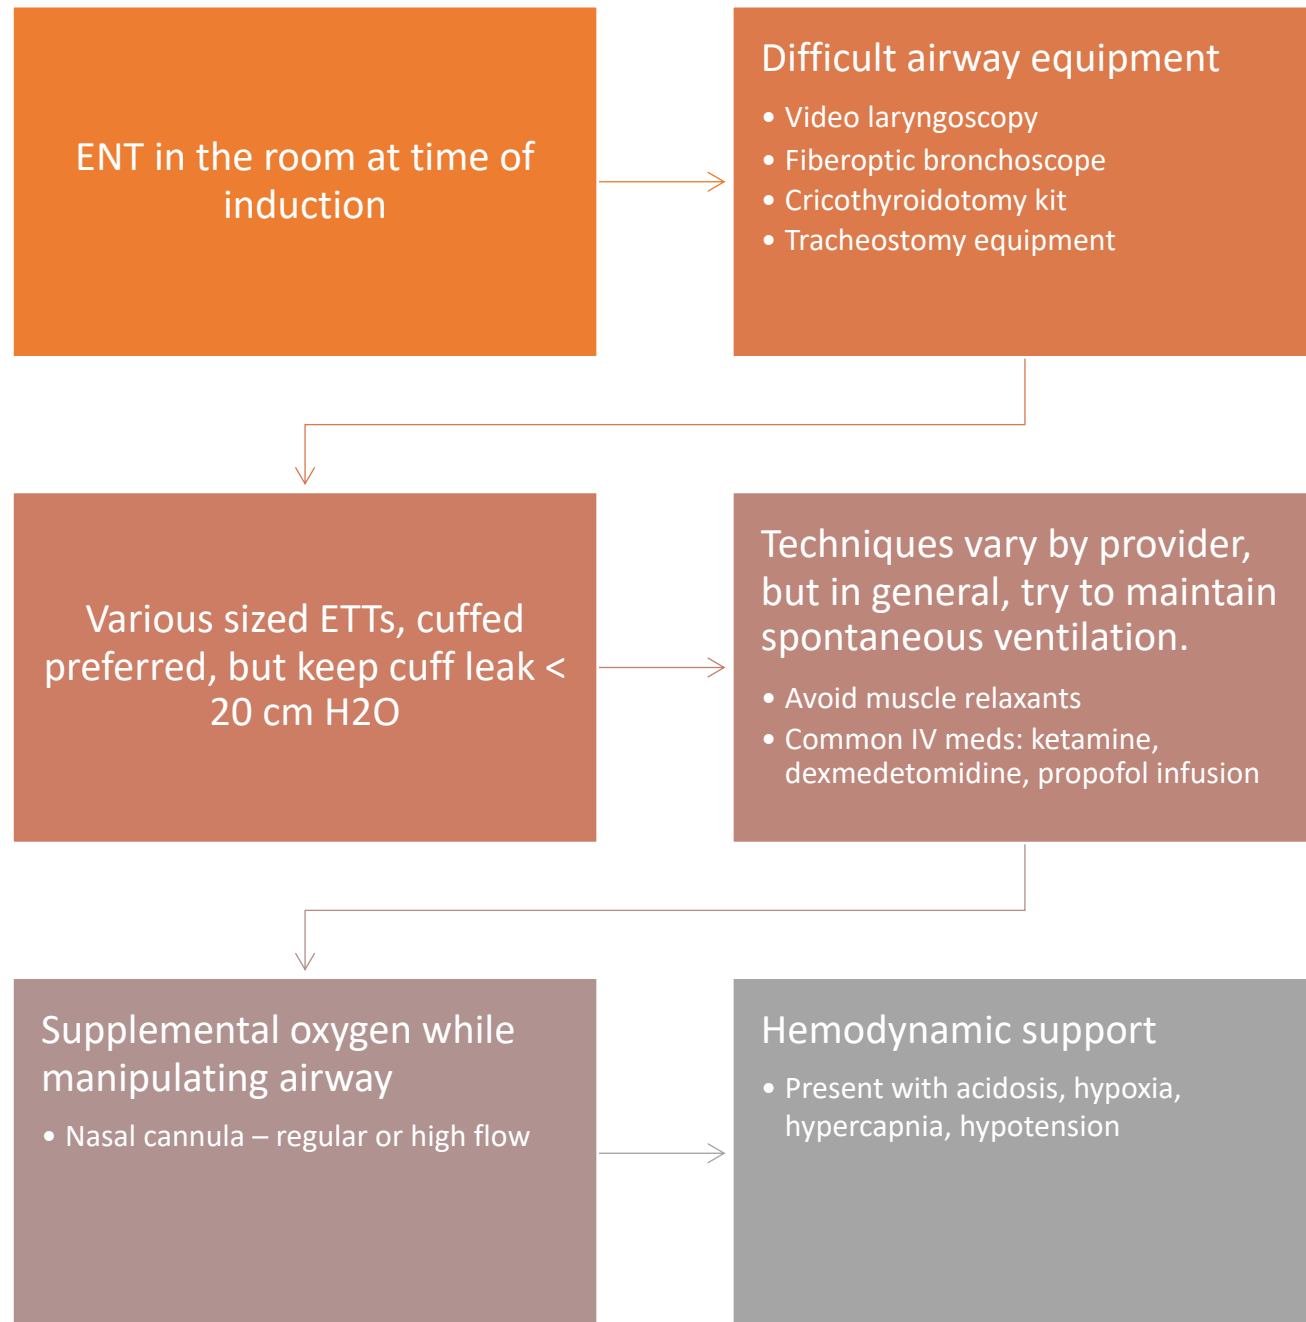 ENT in the room at time of
induction
Difficult airway equipment
• Video laryngoscopy
• Fiberoptic bronchoscope
• Cricothyroidotomy kit
• Tracheostomy equipment
Various sized ETTs, cuffed
preferred, but keep cuff leak <
20 cm H2O
Techniques vary by provider,
but in general, try to maintain
spontaneous ventilation.
• Avoid muscle relaxants
• Common IV meds: ketamine,
dexmedetomidine, propofol infusion
Supplemental oxygen while
manipulating airway
• Nasal cannula – regular or high flow
Hemodynamic support
• Present with acidosis, hypoxia,
hypercapnia, hypotension